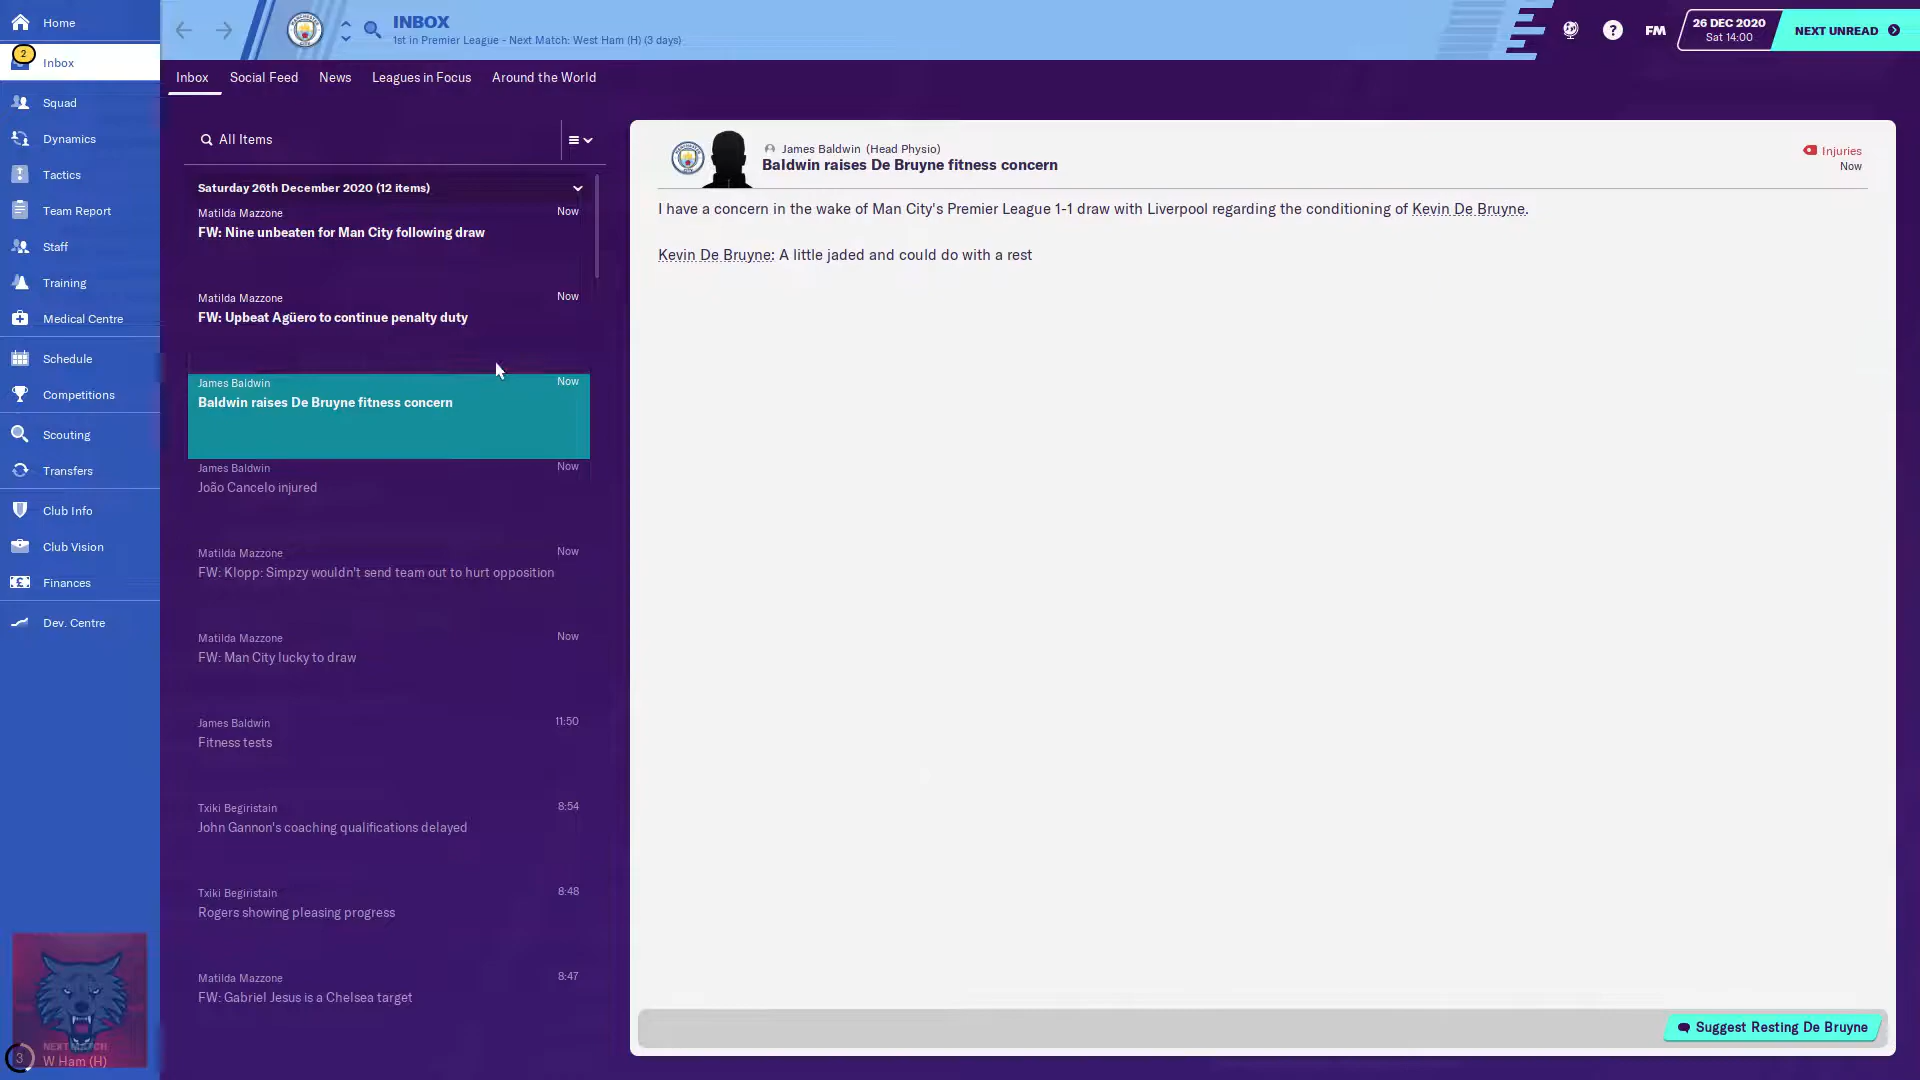 Home
2
Inbox
Squad
Dynamics
Tactics
Team Report
Staff
Training
Medical Centre
Schedule
Competitions
Scouting
Transfers
Club Info
Club Vision
Finances
Dev. Centre
NEXT MATCH
3
W Ham (H)
INBOX
1st in Premier League - Next Match: West Ham (H) (3 days)
?
FM
26 DEC 2020
Sat 14:00
NEXT UNREAD
Inbox
Social Feed
News
Leagues in Focus
Around the World
All Items
Saturday 26th December 2020 (12 items)
Matilda Mazzone
Now
FW: Nine unbeaten for Man City following draw
Matilda Mazzone
Now
FW: Upbeat Agüero to continue penalty duty
James Baldwin
Now
Baldwin raises De Bruyne fitness concern
James Baldwin
Now
João Cancelo injured
Matilda Mazzone
Now
FW: Klopp: Simpzy wouldn't send team out to hurt opposition
Matilda Mazzone
Now
FW: Man City lucky to draw
James Baldwin
11:50
Fitness tests
Txiki Begiristain
8:54
John Gannon's coaching qualifications delayed
Txiki Begiristain
8:48
Rogers showing pleasing progress
Matilda Mazzone
8:47
FW: Gabriel Jesus is a Chelsea target
James Baldwin (Head Physio)
Baldwin raises De Bruyne fitness concern
Injuries
Now
I have a concern in the wake of Man City's Premier League 1-1 draw with Liverpool regarding the conditioning of Kevin De Bruyne.
Kevin De Bruyne: A little jaded and could do with a rest
Suggest Resting De Bruyne